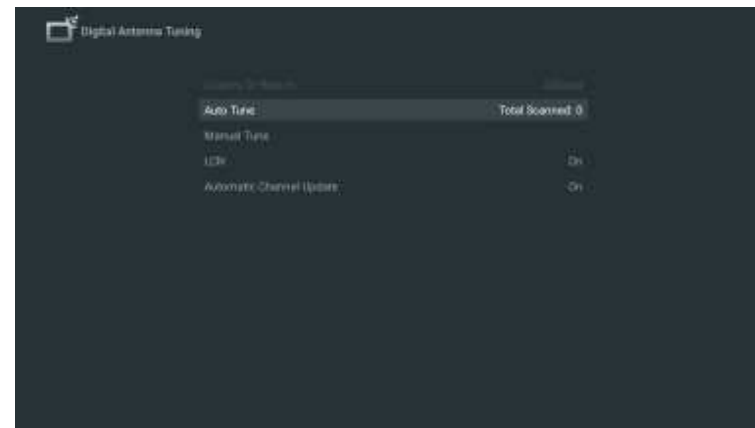 Digital Antenna Tuning
Auto Tune Total Scanned: 0
Manual Tune
LCN On
Automatic Channel Update On